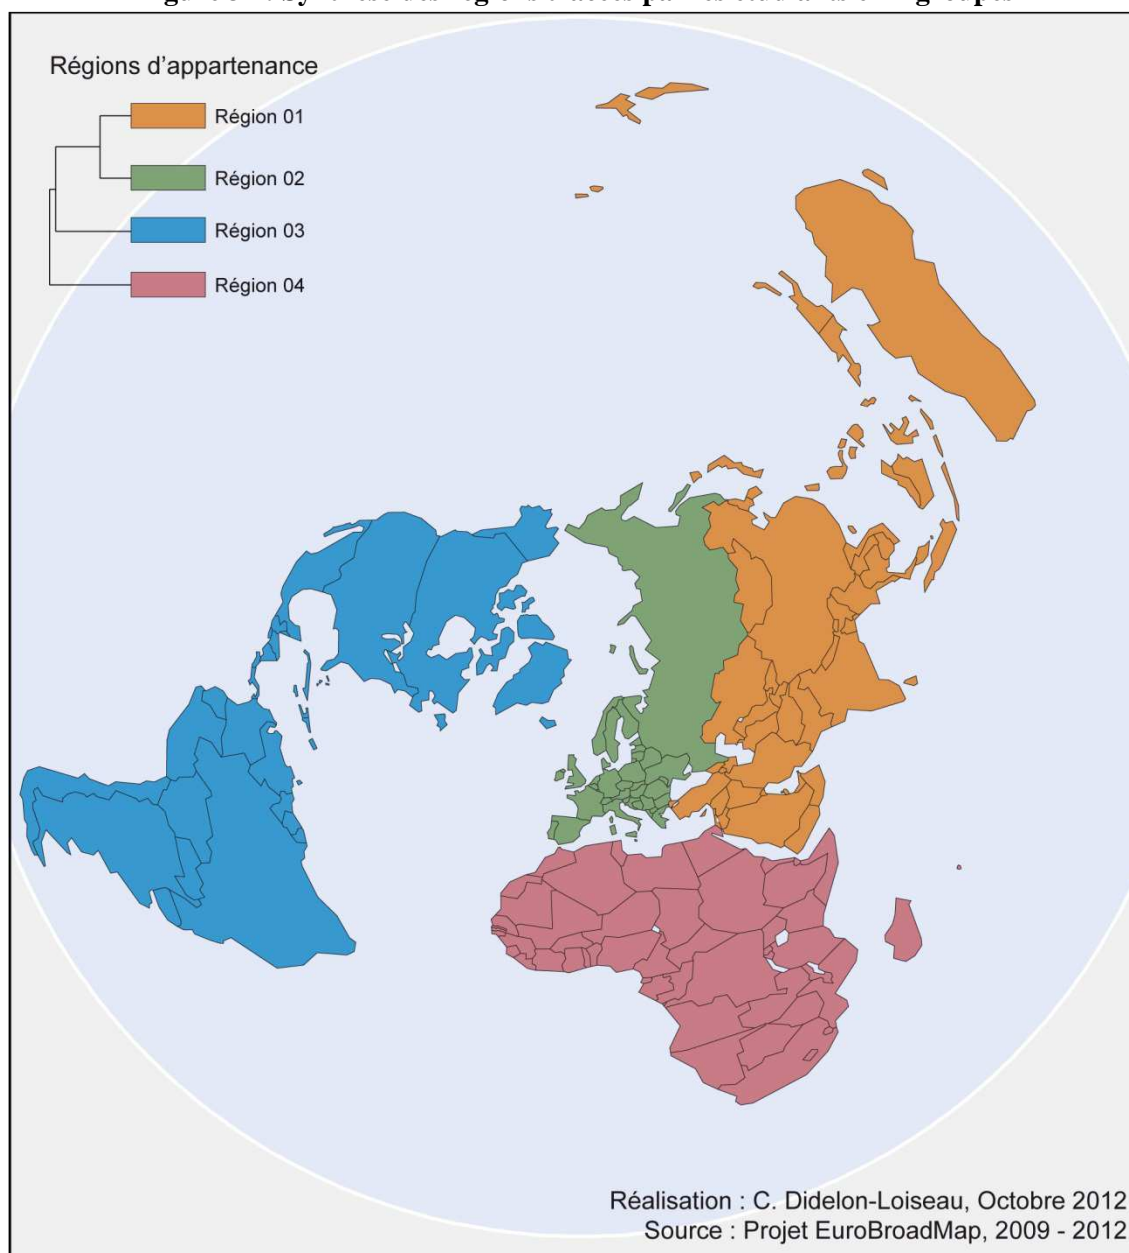 Régions d'appartenance
Région 01
Région 02
Région 03
Région 04
Réalisation : C. Didelon-Loiseau, Octobre 2012
Source : Projet EuroBroadMap, 2009 - 2012